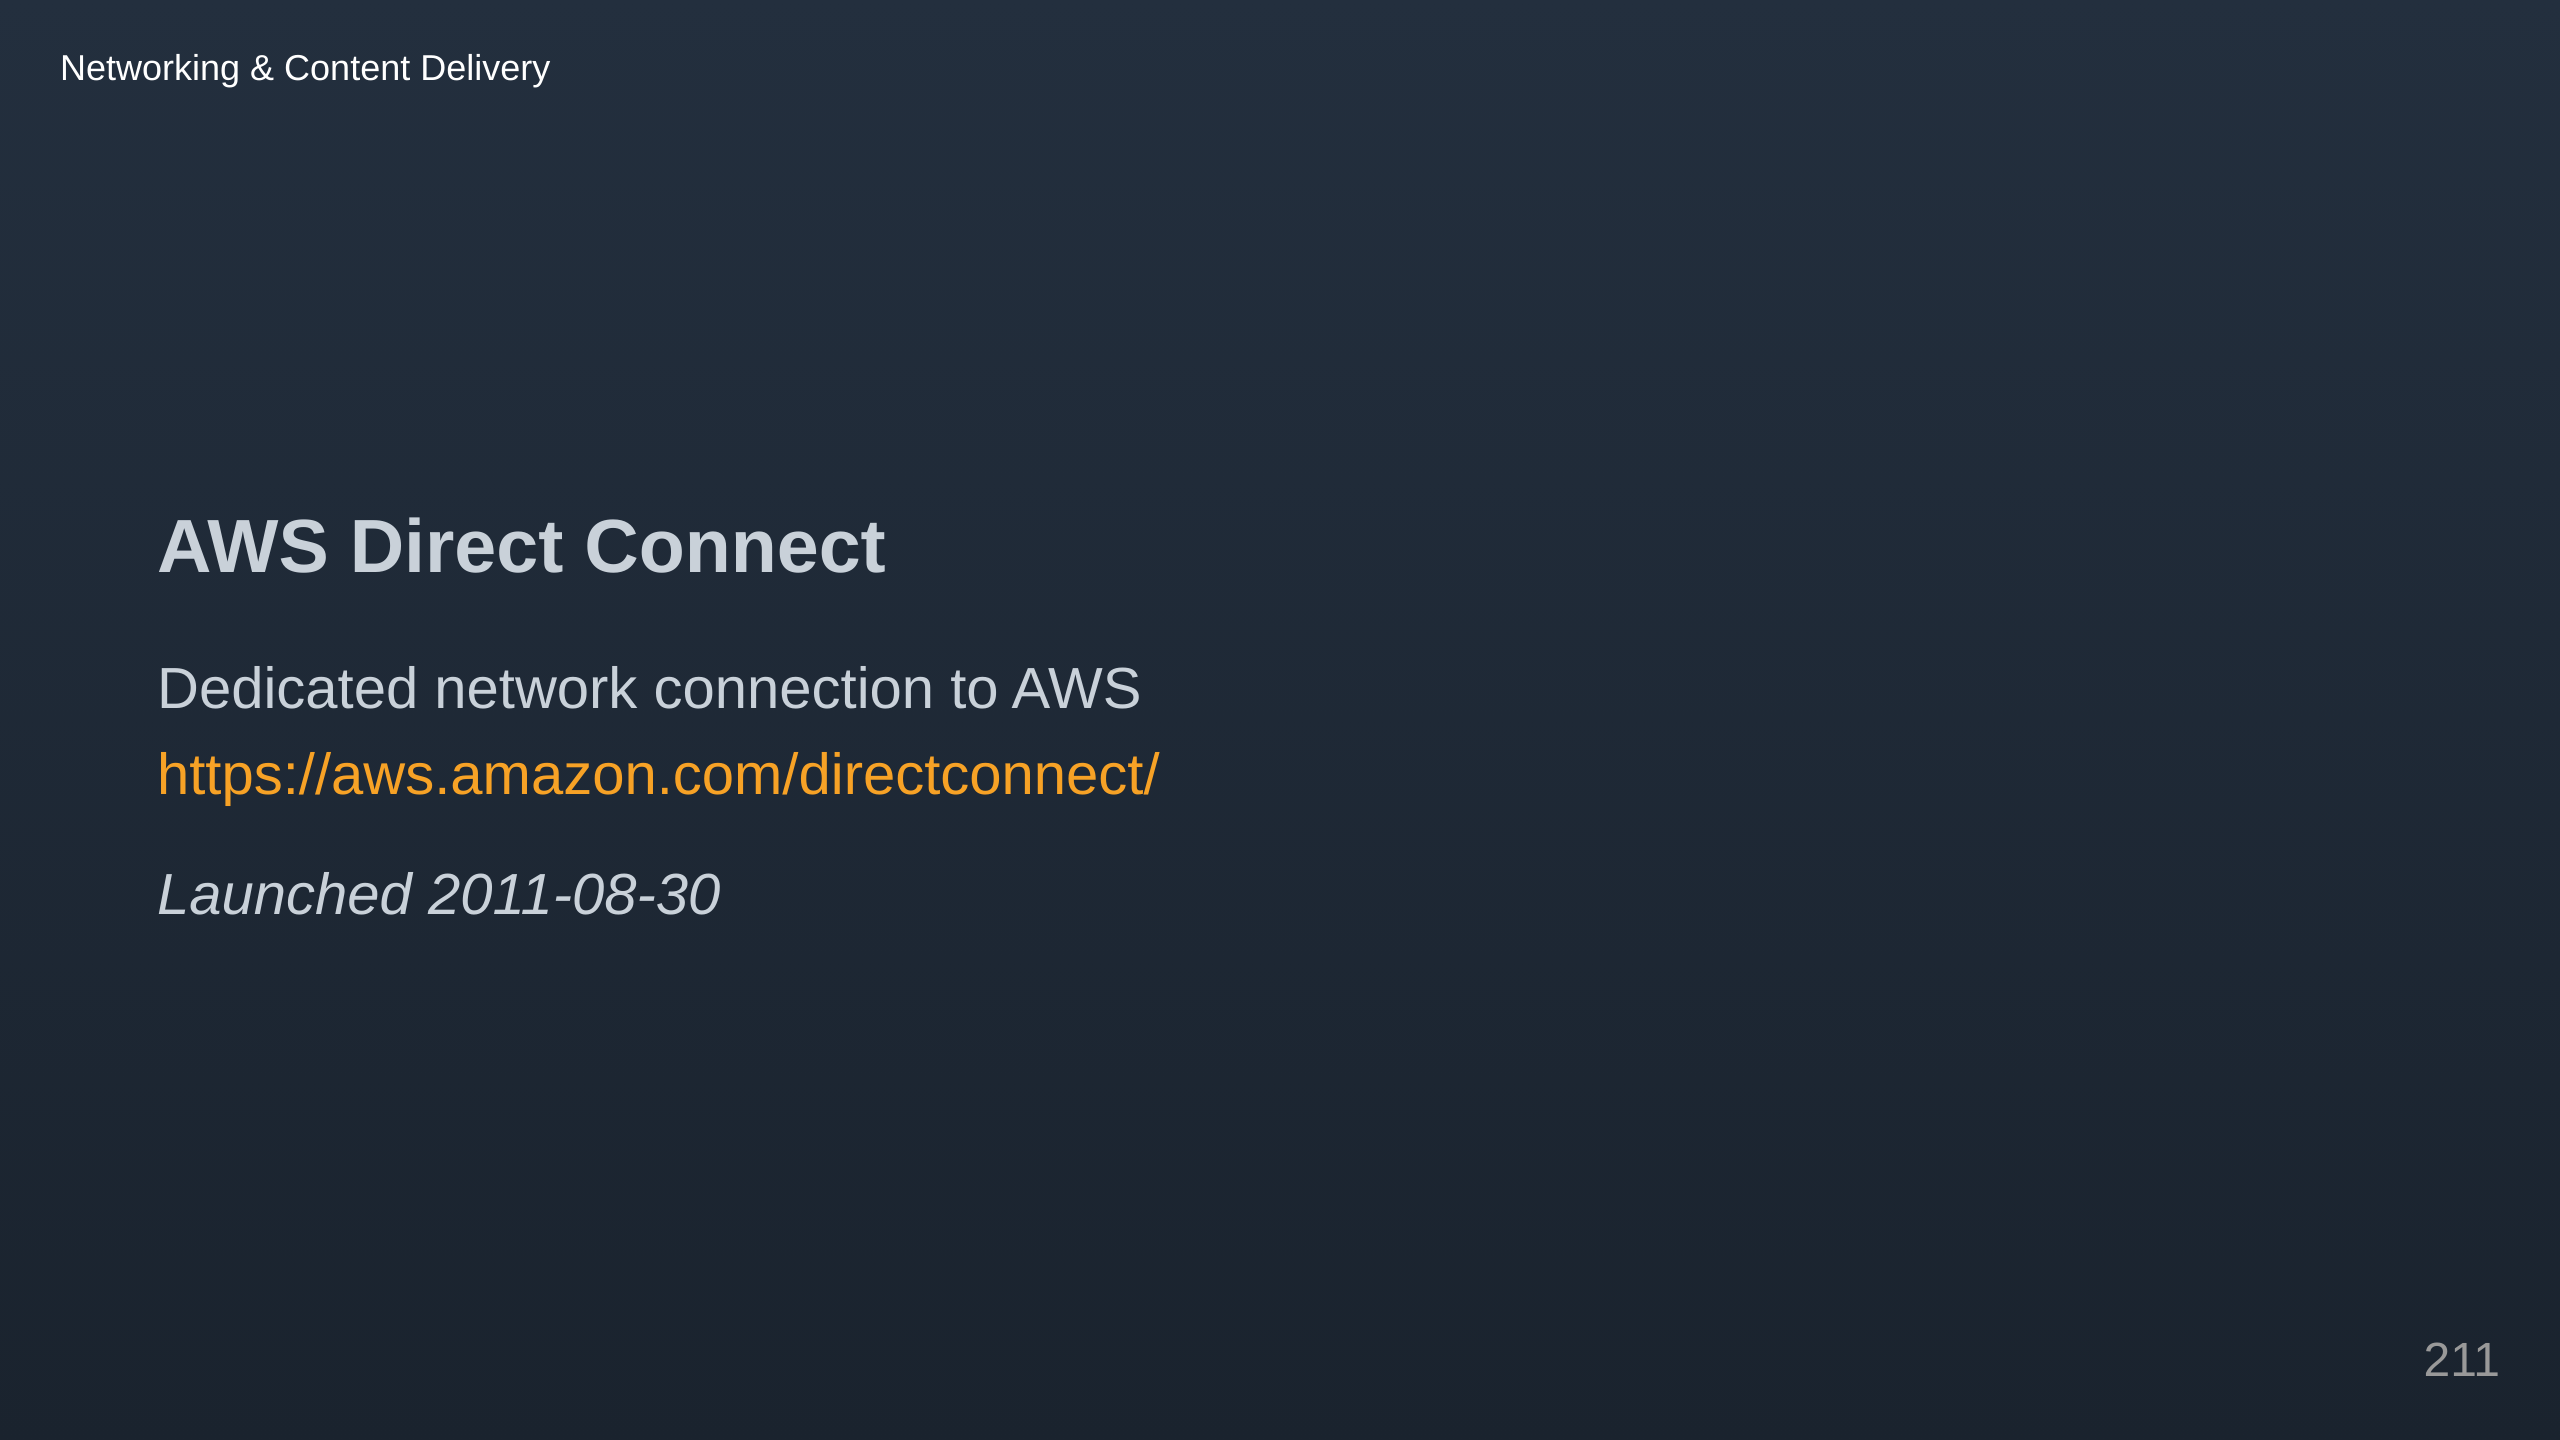 Networking & Content Delivery
AWS Direct Connect
Dedicated network connection to AWS
https://aws.amazon.com/directconnect/
Launched 2011-08-30
211